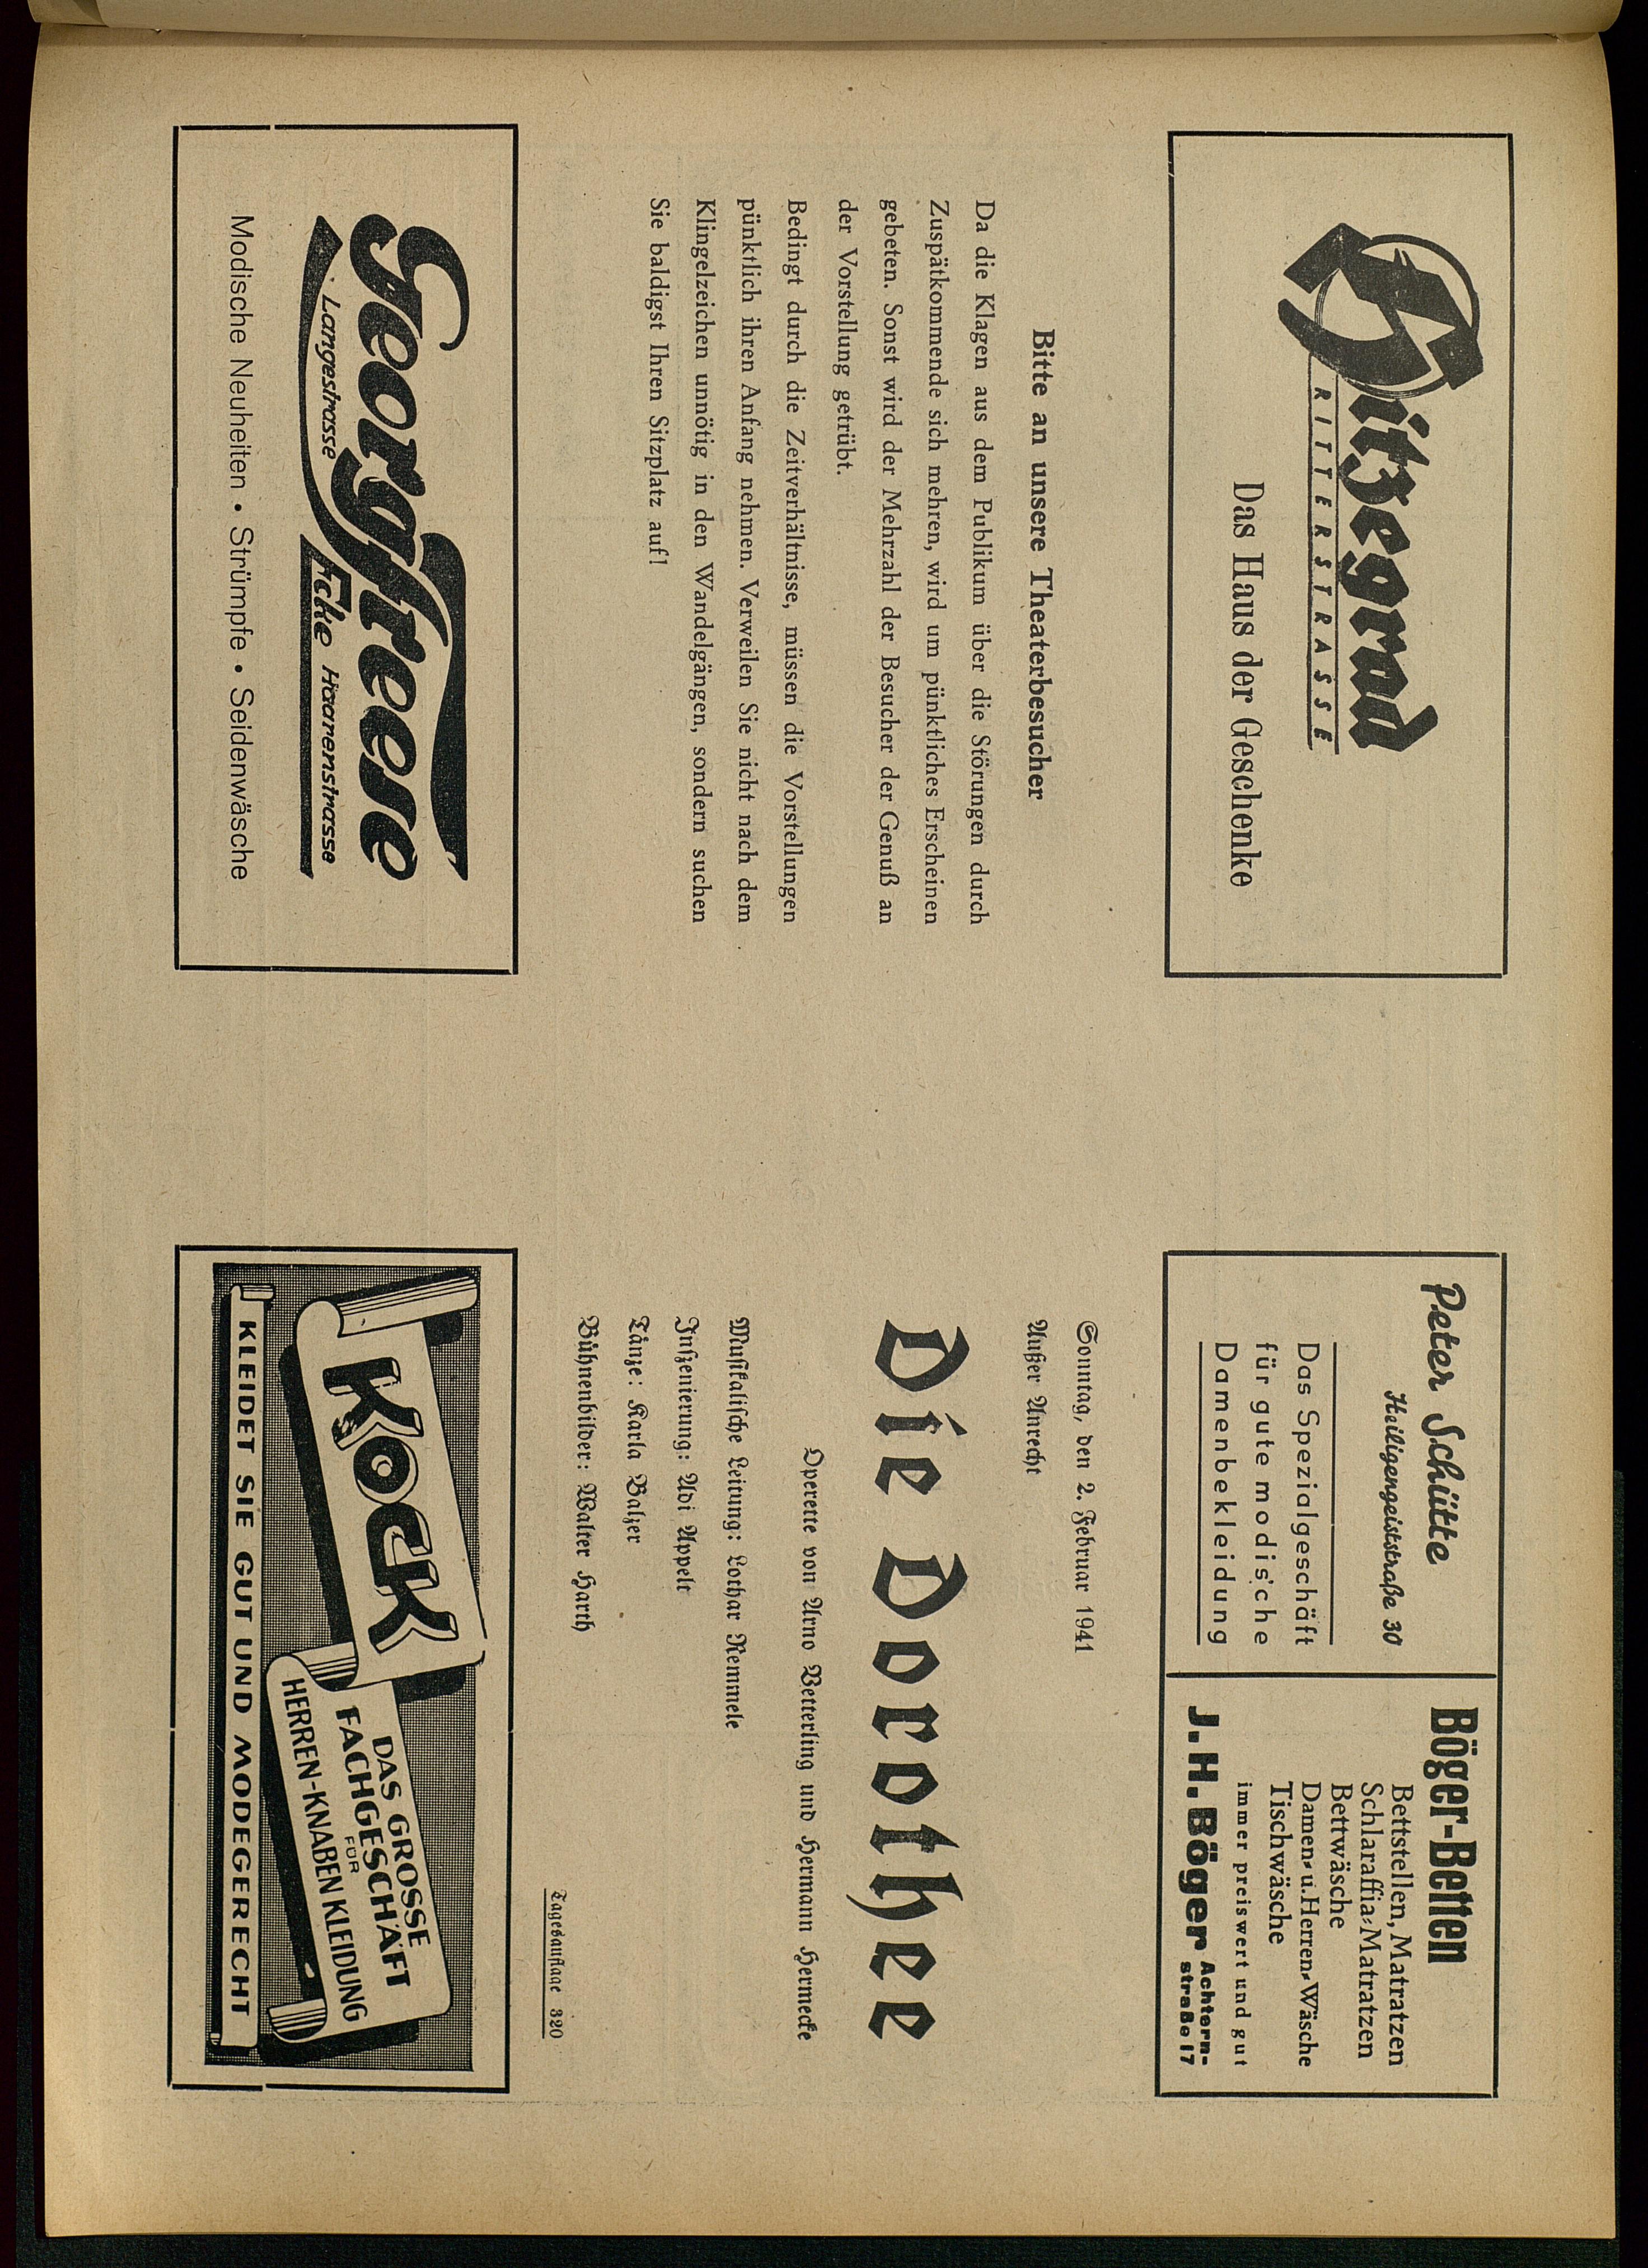 Hitzegrad
RITTERSTRASSE
Das Haus der Geschenke
Bitte an unsere Theaterbesucher
Da die Klagen aus dem Publikum über die Störungen durch
Zuspätkommende sich mehren, wird um pünktliches Erscheinen
gebeten. Sonst wird der Mehrzahl der Besucher der Genuß an
der Vorstellung getrübt.
Bedingt durch die Zeitverhältnisse, müssen die Vorstellungen
pünktlich ihren Anfang nehmen. Verweilen Sie nicht nach dem
Klingelzeichen unnötig in den Wandelgängen, sondern suchen
Sie baldigst Ihren Sitzplatz auf!
Georg Freese
Langestrasse Ecke Haarenstrasse
Modische Neuheiten • Strümpfe • Seidenwäsche
Peter Schütte
Heiligengeiststraße 30
Das Spezialgeschäft
für gute modische
Damenbekleidung
Böger-Betten
Bettstellen, Matratzen
Schlaraffia-Matratzen
Bettwäsche
Damen- u. Herren-Wäsche
Tischwäsche
immer preiswert und gut
J. H. Böger Achtern-
straße 17
Sonntag, den 2. Februar 1941
Außer Anrecht
Die Dorothee
Operette von Arno Vetterling und Hermann Hermecke
Musikalische Leitung: Lothar Remmele
Inszenierung: Adi Appelt
Tänze: Karla Balzer
Bühnenbilder: Walter Harth
Tagesauflage 320
KOCK
DAS GROSSE
FACHGESCHÄFT
FÜR
HERREN-KNABEN KLEIDUNG
KLEIDET SIE GUT UND MODEGERECHT